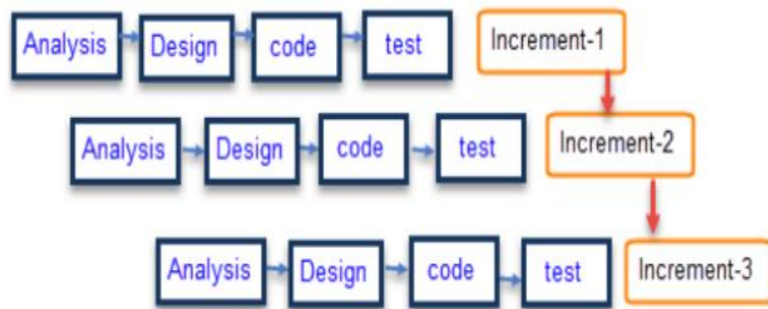 Analysis Design code test Increment-1
Analysis Design code test Increment-2
Analysis Design code test Increment-3